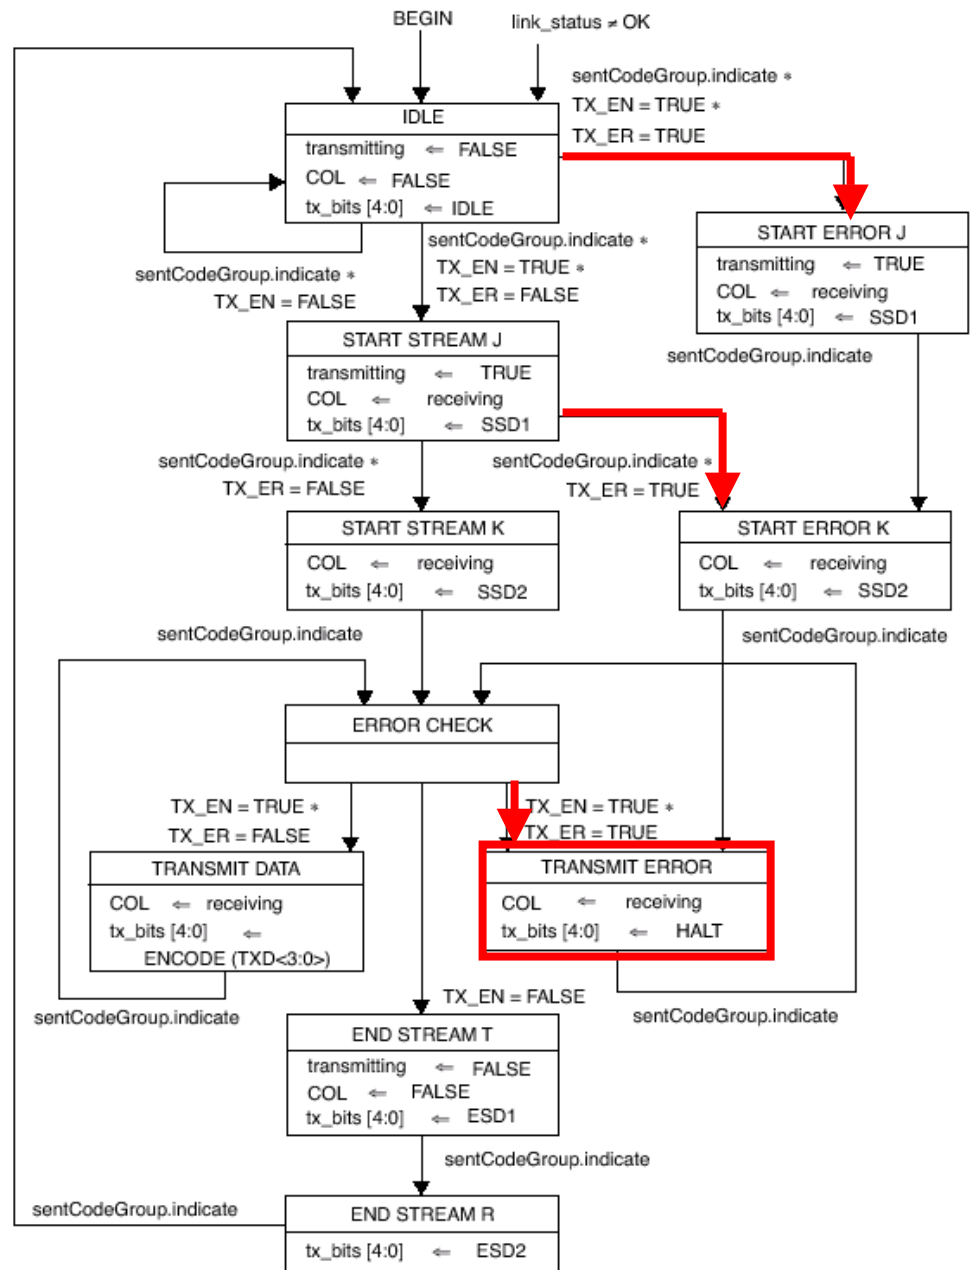 BEGIN
link_status ≠ OK
sentCodeGroup.indicate *
TX_EN = TRUE *
TX_ER = TRUE
IDLE
transmitting ⇐ FALSE
COL ⇐ FALSE
tx_bits [4:0] ⇐ IDLE
sentCodeGroup.indicate *
TX_EN = FALSE
sentCodeGroup.indicate *
TX_EN = TRUE *
TX_ER = FALSE
START ERROR J
transmitting ⇐ TRUE
COL ⇐ receiving
tx_bits [4:0] ⇐ SSD1
sentCodeGroup.indicate
START STREAM J
transmitting ⇐ TRUE
COL ⇐ receiving
tx_bits [4:0] ⇐ SSD1
sentCodeGroup.indicate *
TX_ER = FALSE
sentCodeGroup.indicate *
TX_ER = TRUE
START STREAM K
COL ⇐ receiving
tx_bits [4:0] ⇐ SSD2
START ERROR K
COL ⇐ receiving
tx_bits [4:0] ⇐ SSD2
sentCodeGroup.indicate
sentCodeGroup.indicate
ERROR CHECK
TX_EN = TRUE *
TX_ER = FALSE
TX_EN = TRUE *
TX_ER = TRUE
TRANSMIT DATA
COL ⇐ receiving
tx_bits [4:0] ⇐
ENCODE (TXD<3:0>)
TRANSMIT ERROR
COL ⇐ receiving
tx_bits [4:0] ⇐ HALT
sentCodeGroup.indicate
TX_EN = FALSE
sentCodeGroup.indicate
END STREAM T
transmitting ⇐ FALSE
COL ⇐ FALSE
tx_bits [4:0] ⇐ ESD1
sentCodeGroup.indicate
sentCodeGroup.indicate
END STREAM R
tx_bits [4:0] ⇐ ESD2